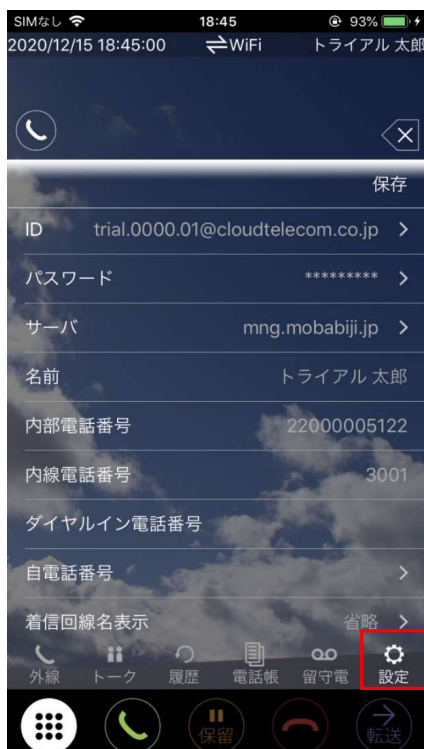 SIMなし 18:45 93%
2020/12/15 18:45:00 WiFi トライアル 太郎
保存
ID trial.0000.01@cloudtelecom.co.jp
パスワード *********
サーバ mng.mobabiji.jp
名前 トライアル 太郎
内部電話番号 22000005122
内線電話番号 3001
ダイヤルイン電話番号
自電話番号
着信回線名表示 省略
外線 トーク 履歴 電話帳 留守電 設定
保留 転送